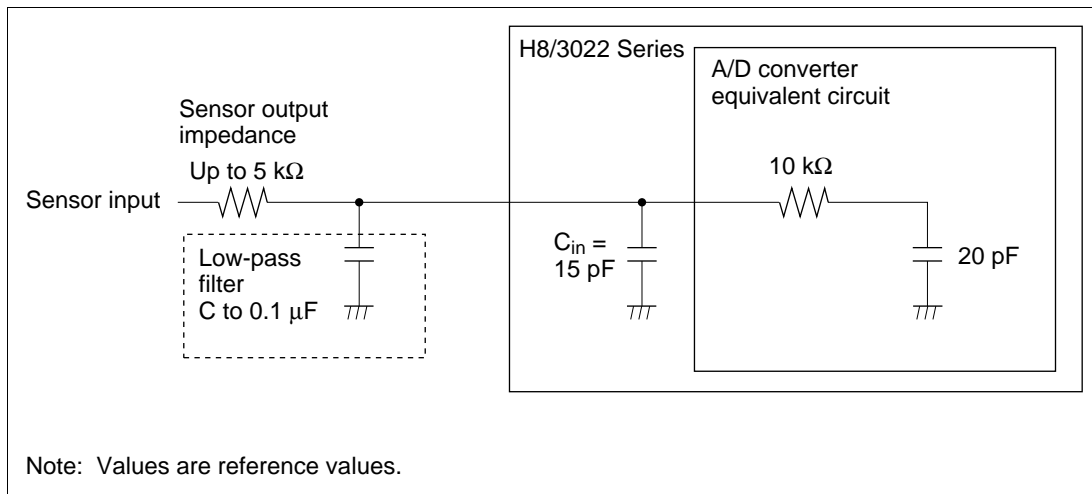 H8/3022 Series
A/D converter
equivalent circuit
Sensor output
impedance
Up to 5 kΩ
10 kΩ
Sensor input
Low-pass
filter
C to 0.1 µF
Cin =
15 pF
20 pF
Note: Values are reference values.